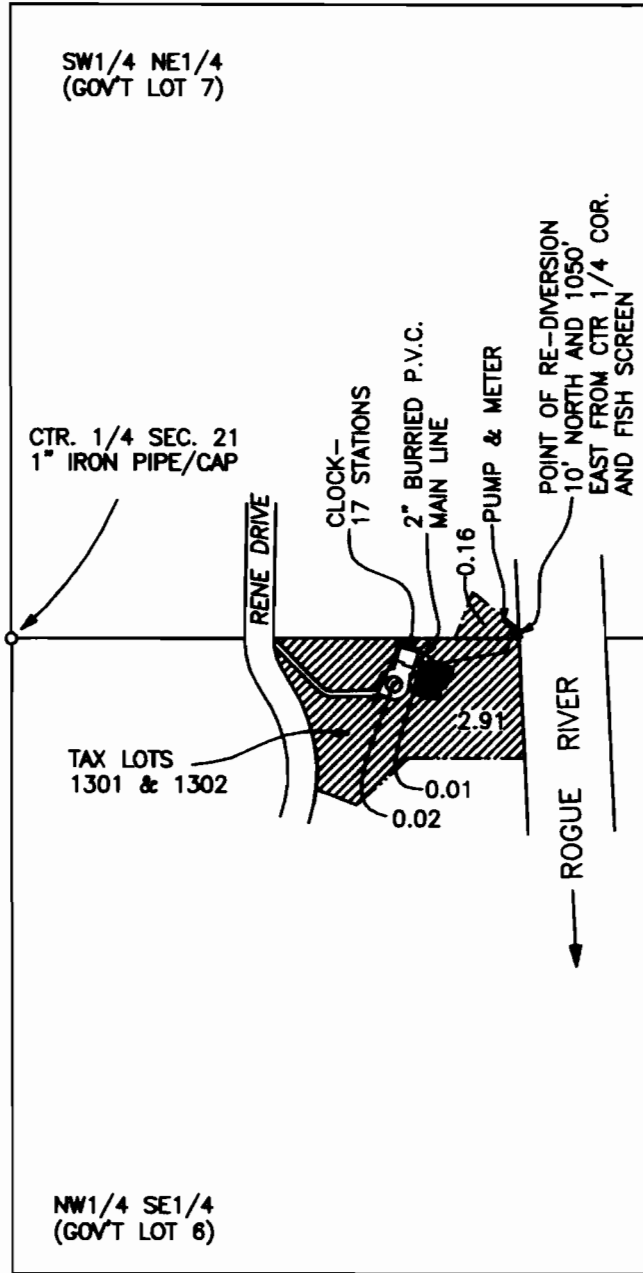 SW1/4 NE1/4
(GOV'T LOT 7)
CTR. 1/4 SEC. 21
1" IRON PIPE/CAP
RENE DRIVE
CLOCK-
17 STATIONS
2" BURRIED P.V.C.
MAIN LINE
0.16
PUMP & METER
POINT OF RE-DIVERSION
10' NORTH AND 1050'
EAST FROM CTR 1/4 COR.
AND FISH SCREEN
TAX LOTS
1301 & 1302
2.91
0.01
0.02
ROGUE RIVER
NW1/4 SE1/4
(GOV'T LOT 6)